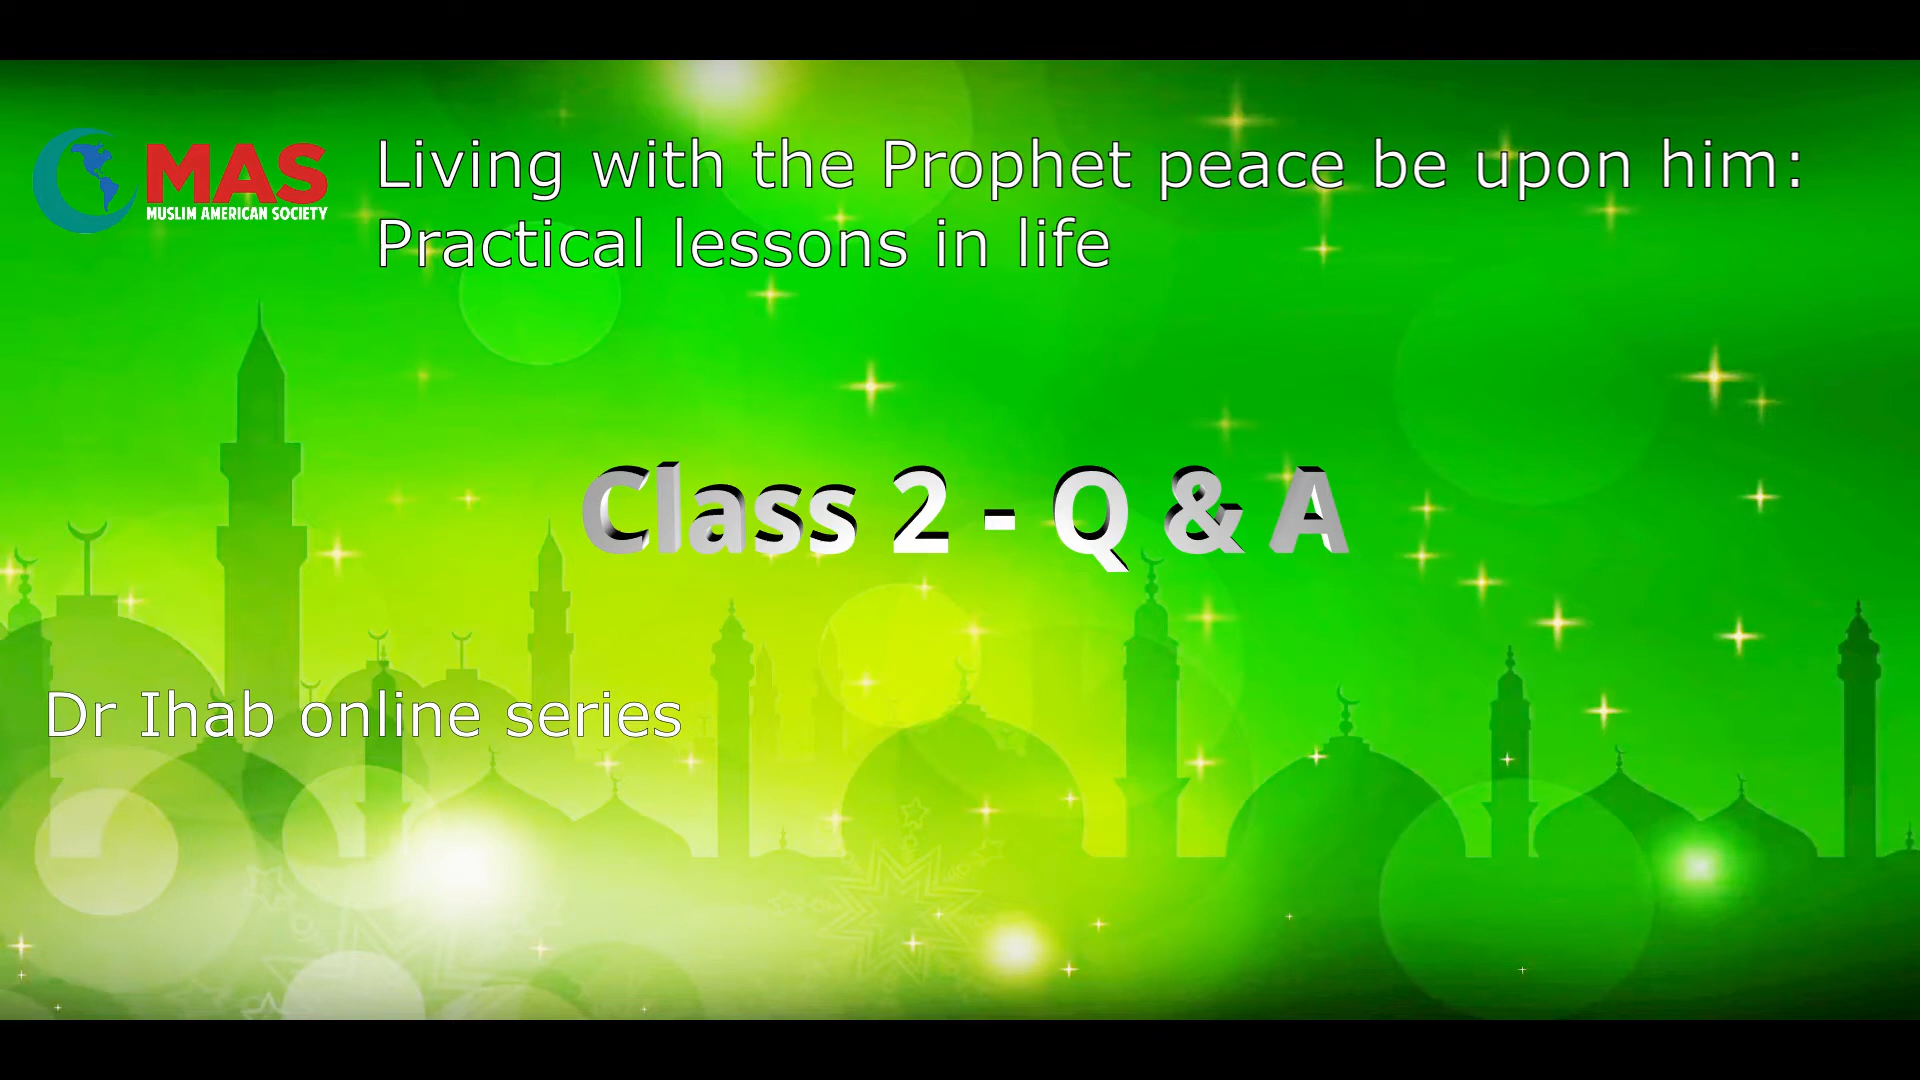 MAS
MUSLIM AMERICAN SOCIETY
Living with the Prophet peace be upon him:
Practical lessons in life
Class 2 - Q & A
Dr Ihab online series